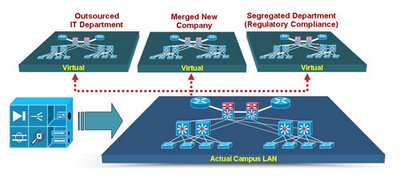 Outsourced
IT Department
Merged New
Company
Segregated Department
(Regulatory Compliance)
Virtual
Virtual
Virtual
Actual Campus LAN